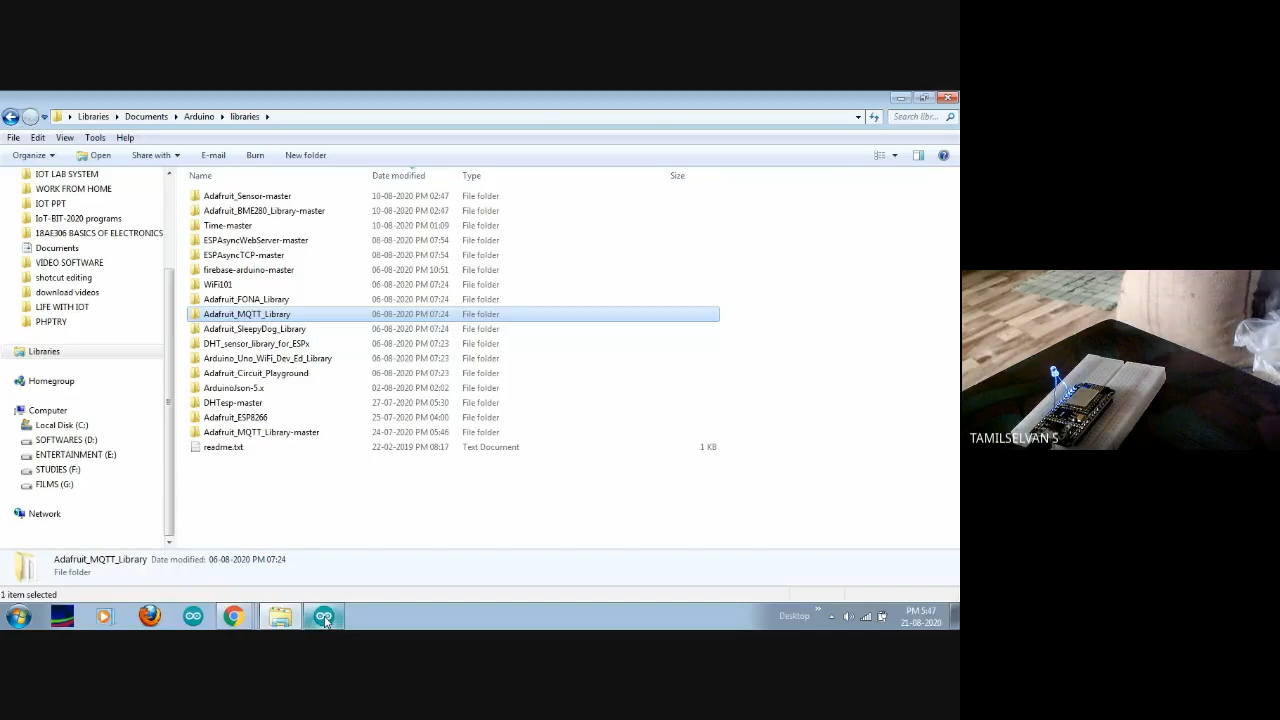 Libraries Documents Arduino libraries
Search libr...
File Edit View Tools Help
Organize Open Share with E-mail Burn New folder
Name Date modified Type Size
IOT LAB SYSTEM
WORK FROM HOME
IOT PPT
IoT-BIT-2020 programs
18AE306 BASICS OF ELECTRONICS
Documents
VIDEO SOFTWARE
shotcut editing
download videos
LIFE WITH IOT
PHPTRY
Libraries
Homegroup
Computer
Local Disk (C:)
SOFTWARES (D:)
ENTERTAINMENT (E:)
STUDIES (F:)
FILMS (G:)
Network
Adafruit_Sensor-master 10-08-2020 PM 02:47 File folder
Adafruit_BME280_Library-master 10-08-2020 PM 02:47 File folder
Time-master 10-08-2020 PM 01:09 File folder
ESPAsyncWebServer-master 08-08-2020 PM 07:54 File folder
ESPAsyncTCP-master 08-08-2020 PM 07:54 File folder
firebase-arduino-master 06-08-2020 PM 10:51 File folder
WiFi101 06-08-2020 PM 07:24 File folder
Adafruit_FONA_Library 06-08-2020 PM 07:24 File folder
Adafruit_MQTT_Library 06-08-2020 PM 07:24 File folder
Adafruit_SleepyDog_Library 06-08-2020 PM 07:24 File folder
DHT_sensor_library_for_ESPx 06-08-2020 PM 07:23 File folder
Arduino_Uno_WiFi_Dev_Ed_Library 06-08-2020 PM 07:23 File folder
Adafruit_Circuit_Playground 06-08-2020 PM 07:23 File folder
ArduinoJson-5.x 02-08-2020 PM 02:02 File folder
DHTesp-master 27-07-2020 PM 05:30 File folder
Adafruit_ESP8266 25-07-2020 PM 04:00 File folder
Adafruit_MQTT_Library-master 24-07-2020 PM 05:46 File folder
readme.txt 22-02-2019 PM 08:17 Text Document 1 KB
Adafruit_MQTT_Library Date modified: 06-08-2020 PM 07:24
File folder
1 item selected
Desktop
PM 5:47
21-08-2020
TAMILSELVAN S